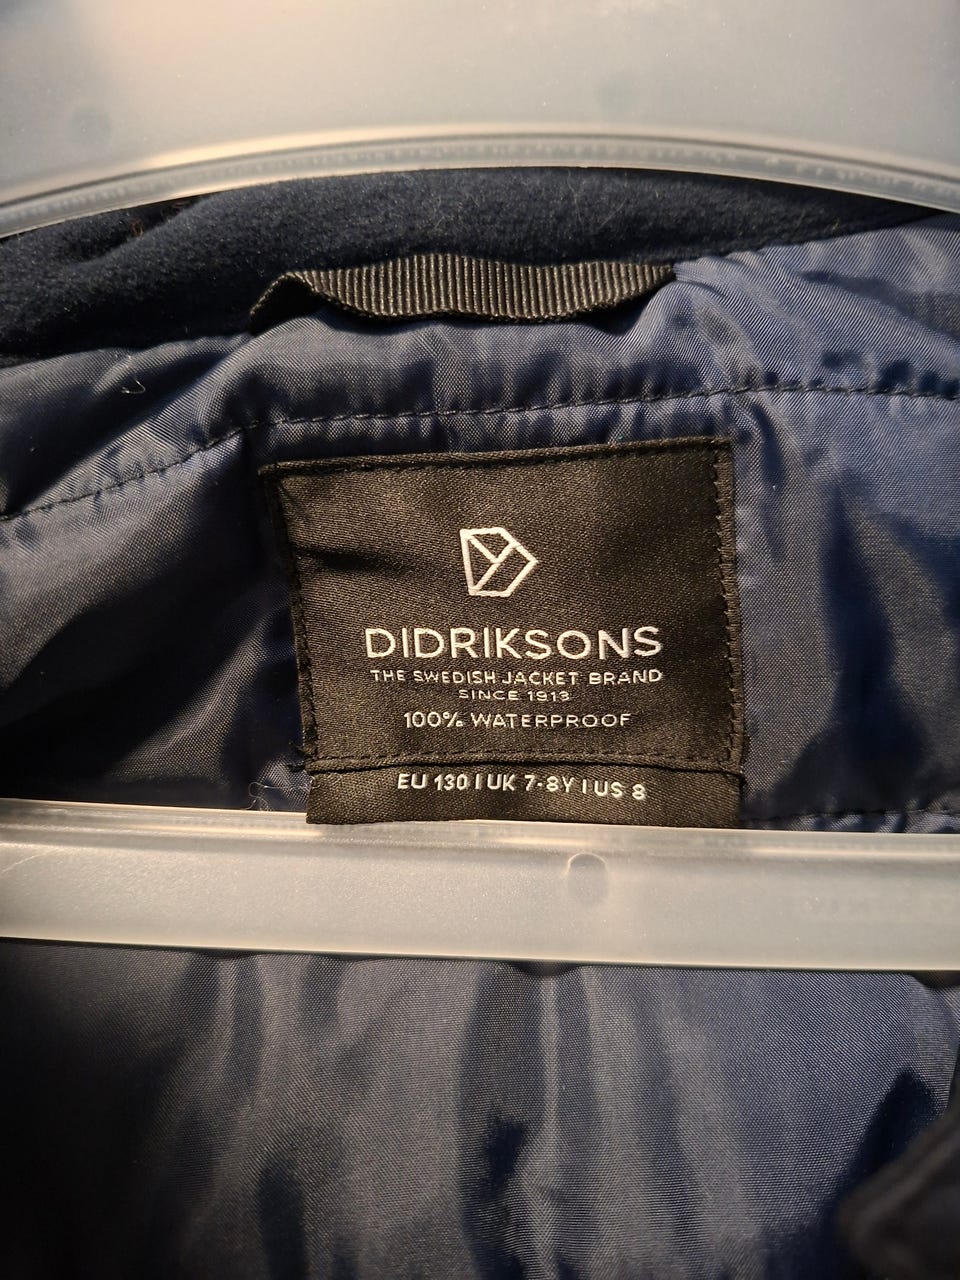 DIDRIKSONS
THE SWEDISH JACKET BRAND
SINCE 1913
100% WATERPROOF
EU 130 | UK 7-8Y | US 8